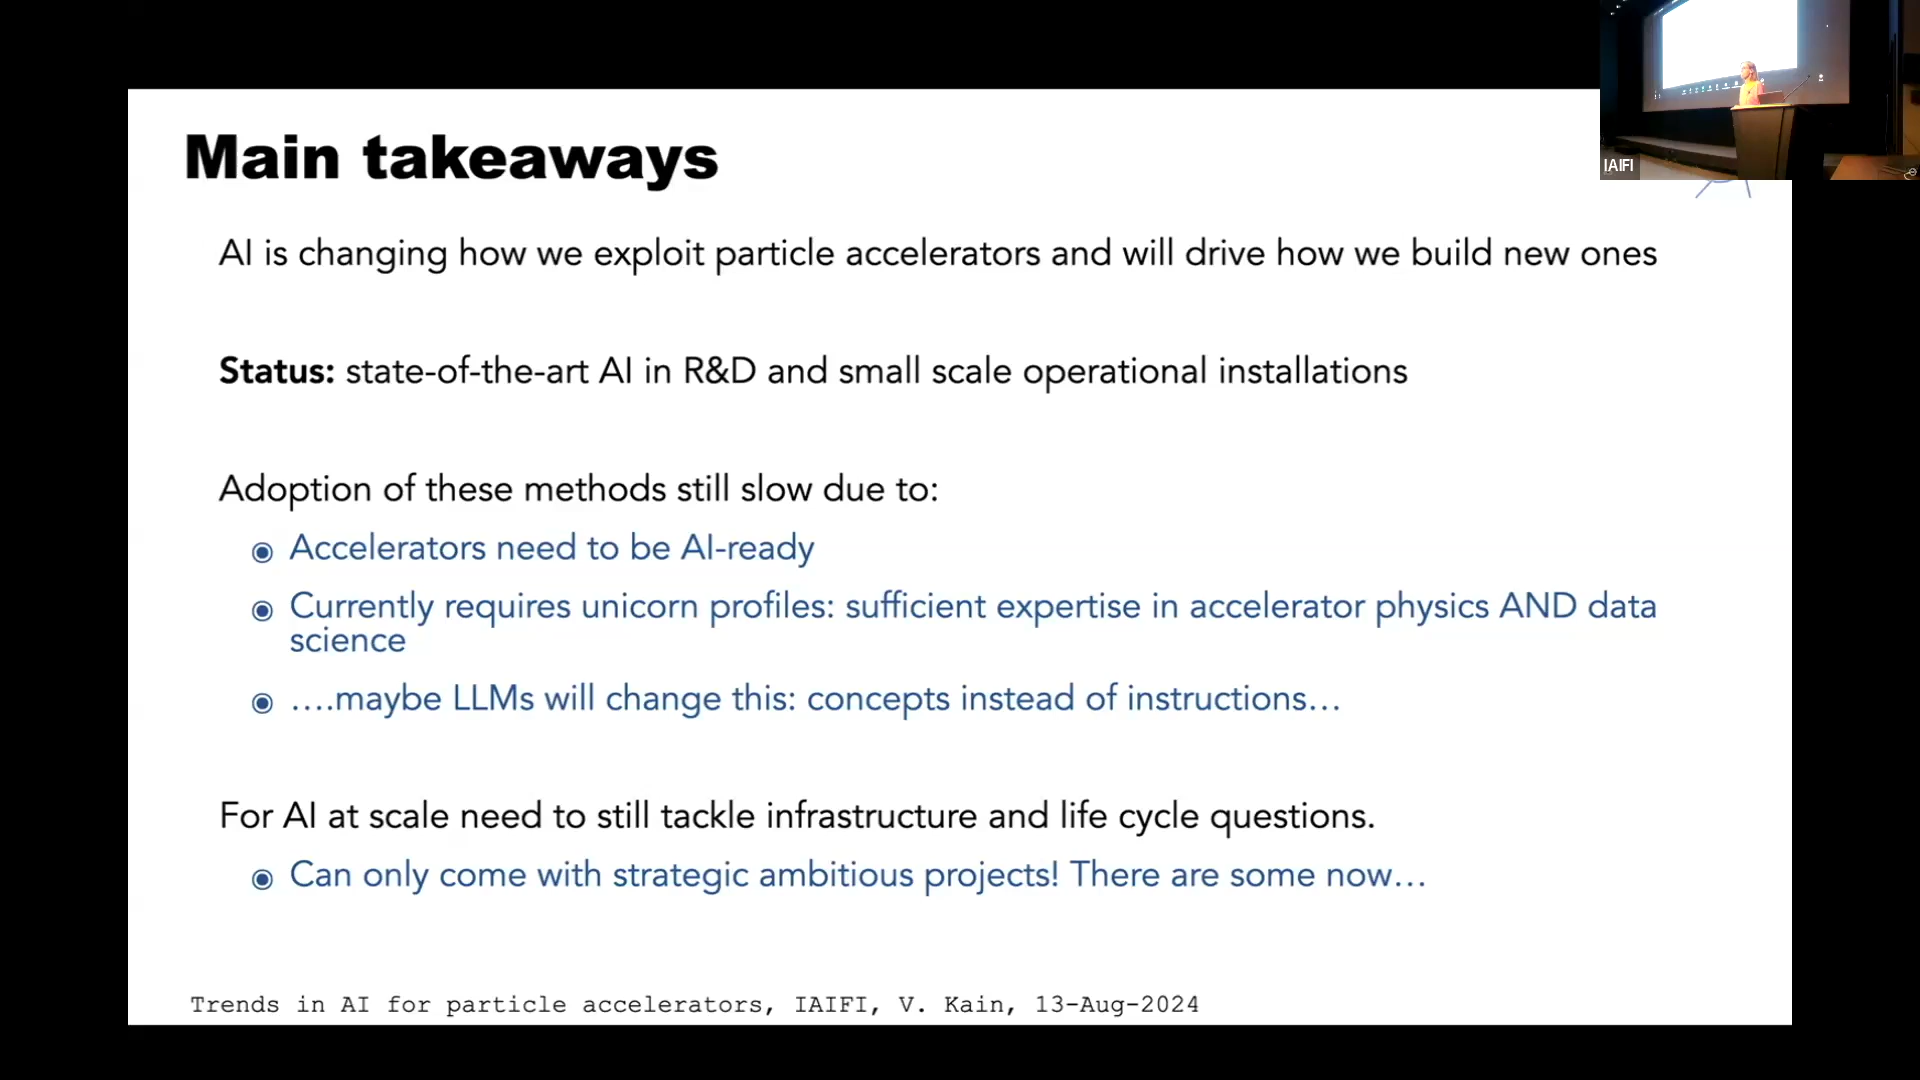 Main takeaways
IAIFI
AI is changing how we exploit particle accelerators and will drive how we build new ones
Status: state-of-the-art AI in R&D and small scale operational installations
Adoption of these methods still slow due to:
Accelerators need to be AI-ready
Currently requires unicorn profiles: sufficient expertise in accelerator physics AND data
science
….maybe LLMs will change this: concepts instead of instructions…
For AI at scale need to still tackle infrastructure and life cycle questions.
Can only come with strategic ambitious projects! There are some now…
Trends in AI for particle accelerators, IAIFI, V. Kain, 13-Aug-2024